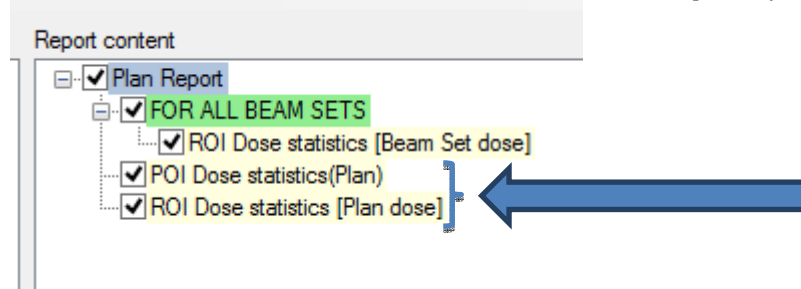 Report content
Plan Report
FOR ALL BEAM SETS
ROI Dose statistics [Beam Set dose]
POI Dose statistics(Plan)
ROI Dose statistics [Plan dose]